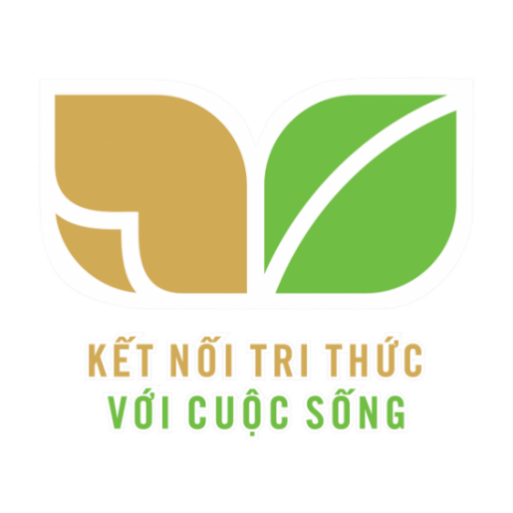 KẾT NỐI TRI THỨC
VỚI CUỘC SỐNG